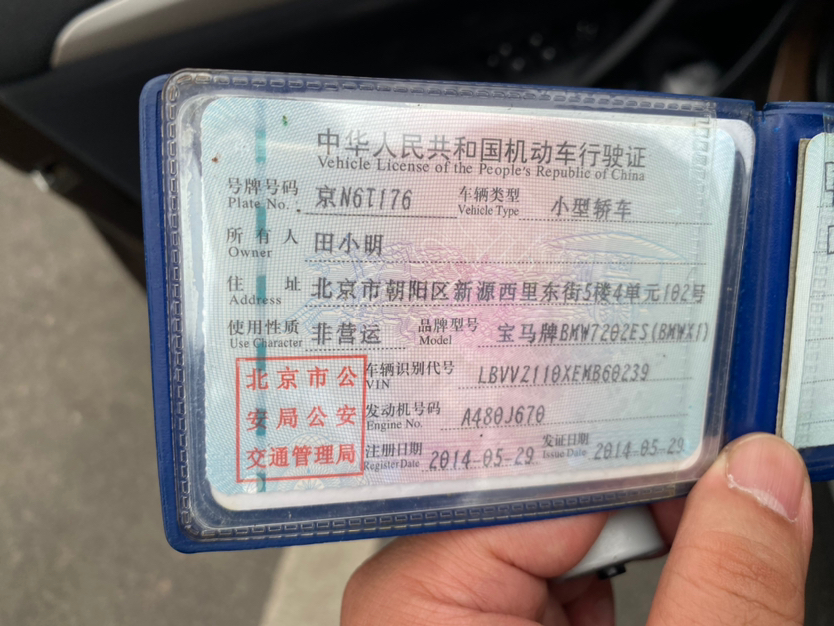 中华人民共和国机动车行驶证
Vehicle License of the People's Republic of China
号牌号码 京N6T176 车辆类型 小型轿车
Plate No. Vehicle Type
所有人 田小明
Owner
住址 北京市朝阳区新源西里东街5楼4单元102号
Address
使用性质 非营运 品牌型号 宝马牌BMW7202ES(BMWX1)
Use Character Model
北京市公
安局公安
交通管理局
车辆识别代号 LBVVZ110XEMB60239
VIN
发动机号码 A480J670
Engine No.
注册日期 2014-05-29 发证日期 2014-05-29
Register Date Issue Date